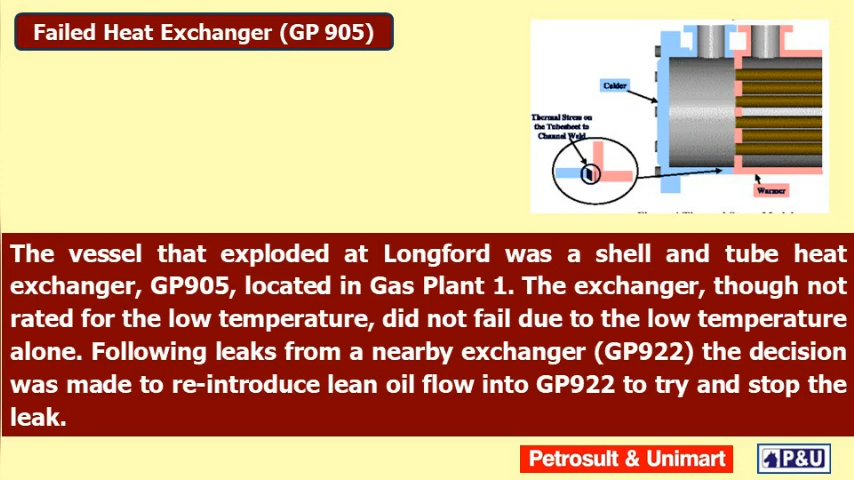 Failed Heat Exchanger (GP 905)
Colder
Thermal Stress on
the Tubesheet to
Channel Weld
Warmer
The vessel that exploded at Longford was a shell and tube heat
exchanger, GP905, located in Gas Plant 1. The exchanger, though not
rated for the low temperature, did not fail due to the low temperature
alone. Following leaks from a nearby exchanger (GP922) the decision
was made to re-introduce lean oil flow into GP922 to try and stop the
leak.
Petrosult & Unimart
P&U